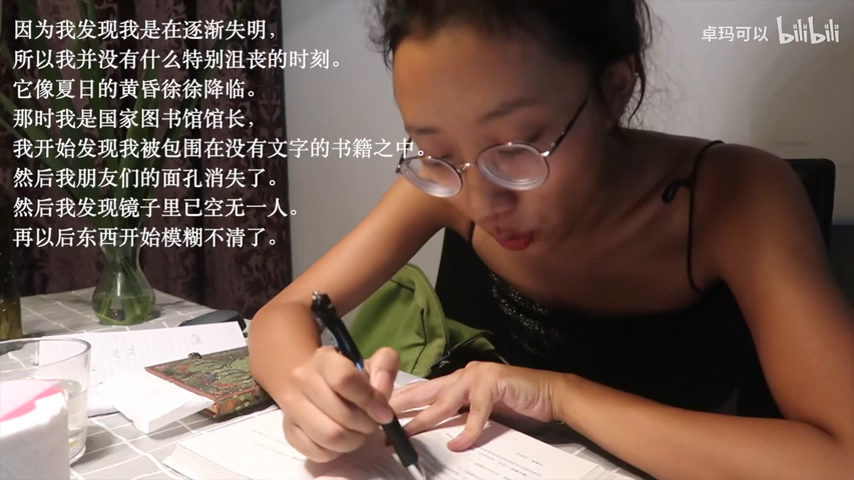 因为我发现我是在逐渐失明，
所以我并没有什么特别沮丧的时刻。
它像夏日的黄昏徐徐降临。
那时我是国家图书馆馆长，
我开始发现我被包围在没有文字的书籍之中。
然后我朋友们的面孔消失了。
然后我发现镜子里已空无一人。
再以后东西开始模糊不清了。
卓玛可以 bilibili